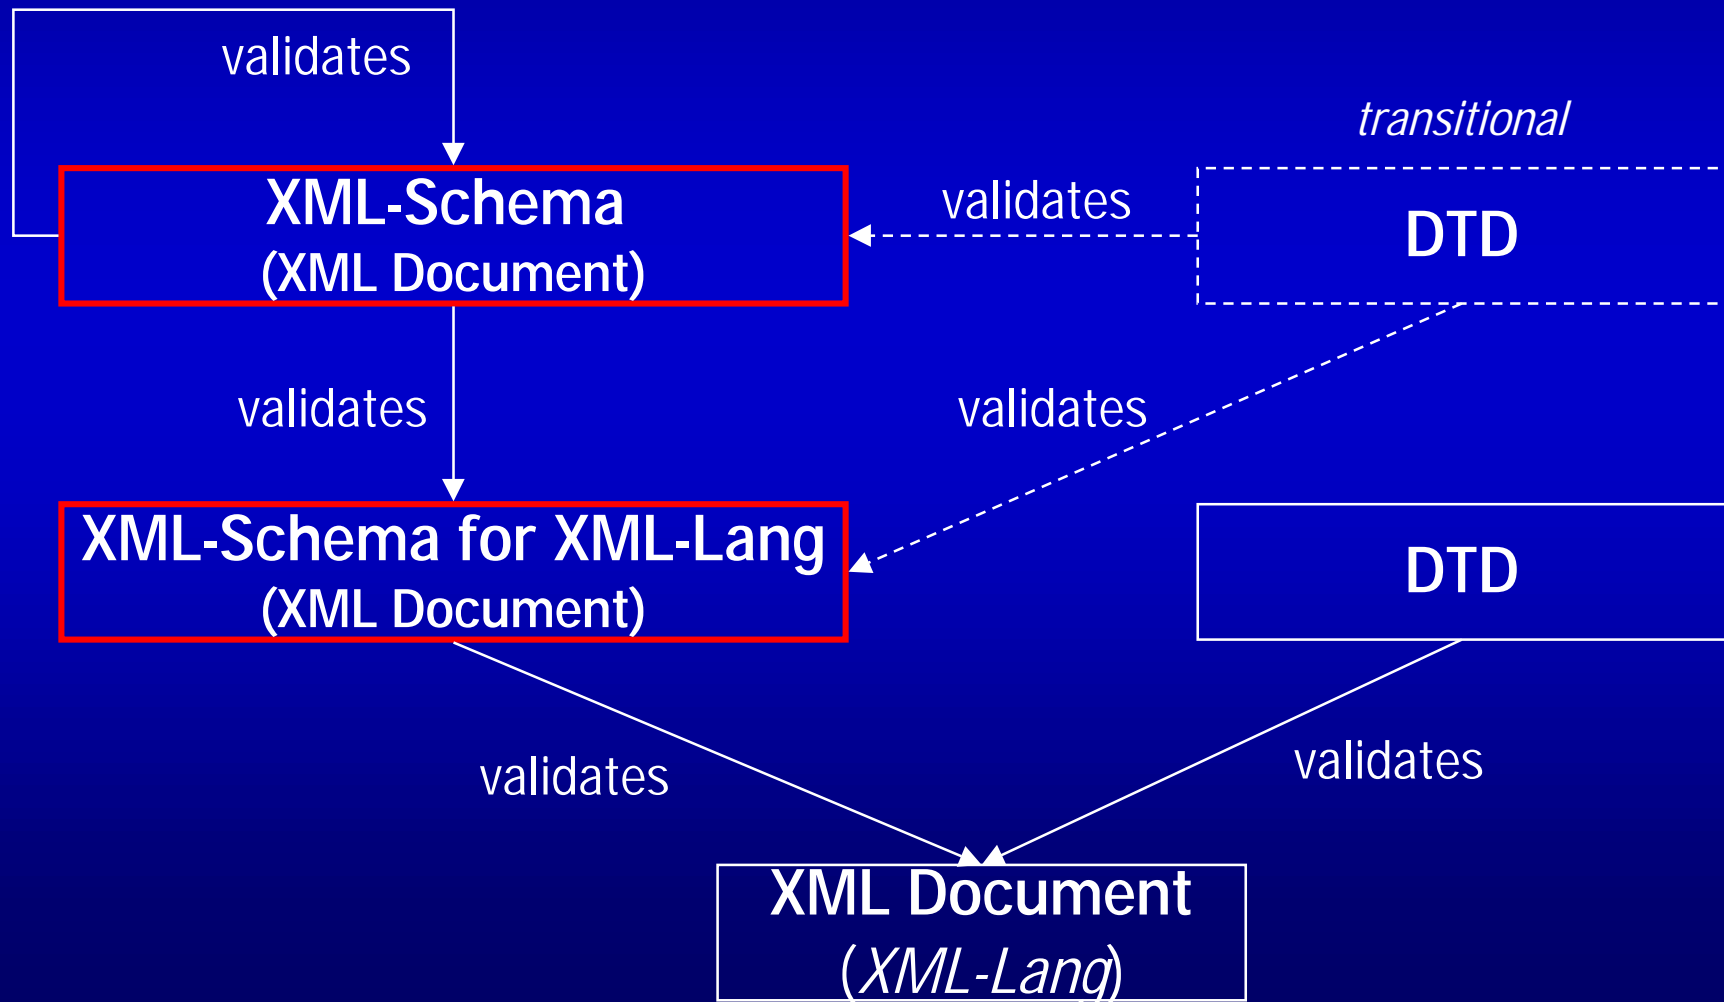 validates
transitional
XML-Schema
(XML Document)
validates
DTD
validates
validates
XML-Schema for XML-Lang
(XML Document)
DTD
validates
validates
XML Document
(XML-Lang)